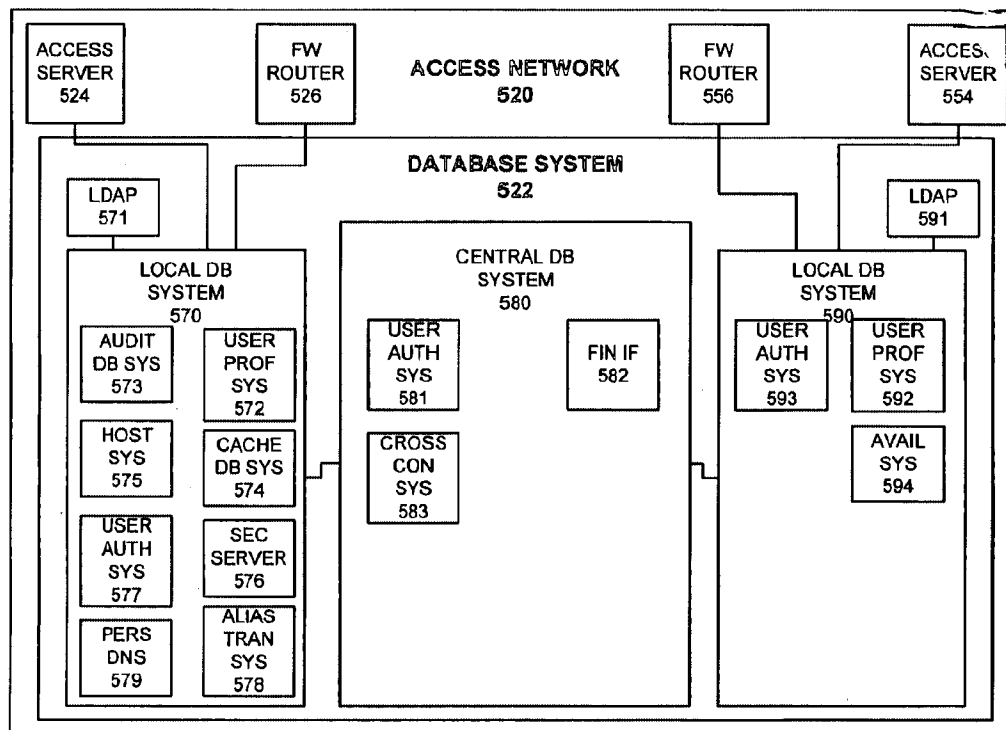 ACCESS
SERVER
524
FW
ROUTER
526
ACCESS NETWORK
520
FW
ROUTER
556
ACCES
SERVER
554
DATABASE SYSTEM
522
LDAP
571
LDAP
591
LOCAL DB
SYSTEM
570
AUDIT
DB SYS
573
USER
PROF
SYS
572
HOST
SYS
575
CACHE
DB SYS
574
USER
AUTH
SYS
577
SEC
SERVER
576
PERS
DNS
579
ALIAS
TRAN
SYS
578
CENTRAL DB
SYSTEM
580
USER
AUTH
SYS
581
FIN IF
582
CROSS
CON
SYS
583
LOCAL DB
SYSTEM
590
USER
AUTH
SYS
593
USER
PROF
SYS
592
AVAIL
SYS
594